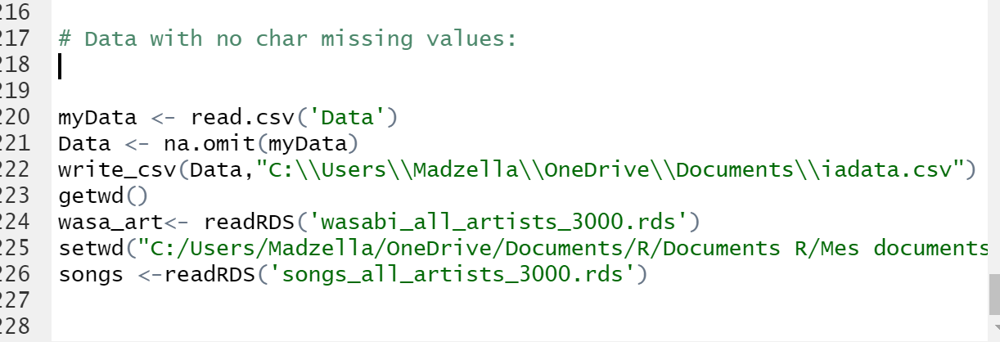 216
217 # Data with no char missing values:
218
219
220 myData <- read.csv('Data')
221 Data <- na.omit(myData)
222 write_csv(Data,"C:\\Users\\Madzella\\OneDrive\\Documents\\iadata.csv")
223 getwd()
224 wasa_art<- readRDS('wasabi_all_artists_3000.rds')
225 setwd("C:/Users/Madzella/OneDrive/Documents/R/Documents R/Mes documents
226 songs <-readRDS('songs_all_artists_3000.rds')
227
228